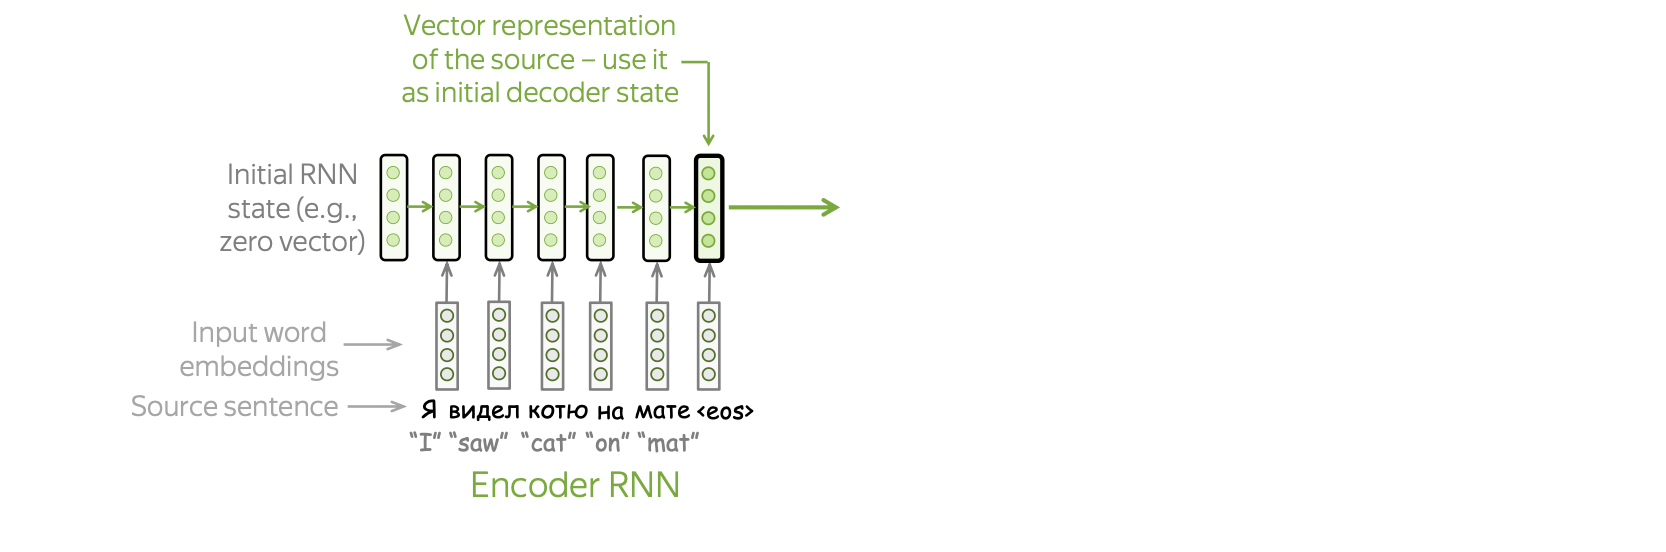 Vector representation
of the source – use it
as initial decoder state
Initial RNN
state (e.g.,
zero vector)
Input word
embeddings
Source sentence
Я видел котю на мате <eos>
“I” “saw” “cat” “on” “mat”
Encoder RNN